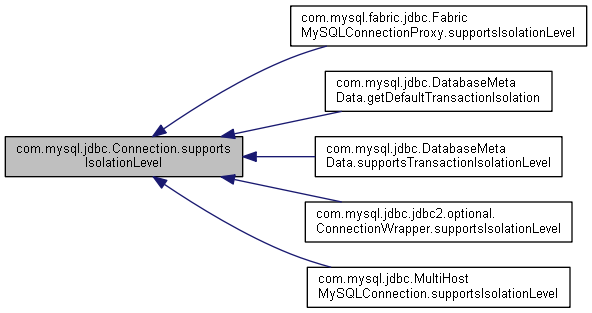 com.mysql.fabric.jdbc.Fabric
MySQLConnectionProxy.supportsIsolationLevel
com.mysql.jdbc.DatabaseMeta
Data.getDefaultTransactionIsolation
com.mysql.jdbc.Connection.supports
IsolationLevel
com.mysql.jdbc.DatabaseMeta
Data.supportsTransactionIsolationLevel
com.mysql.jdbc.jdbc2.optional.
ConnectionWrapper.supportsIsolationLevel
com.mysql.jdbc.MultiHost
MySQLConnection.supportsIsolationLevel